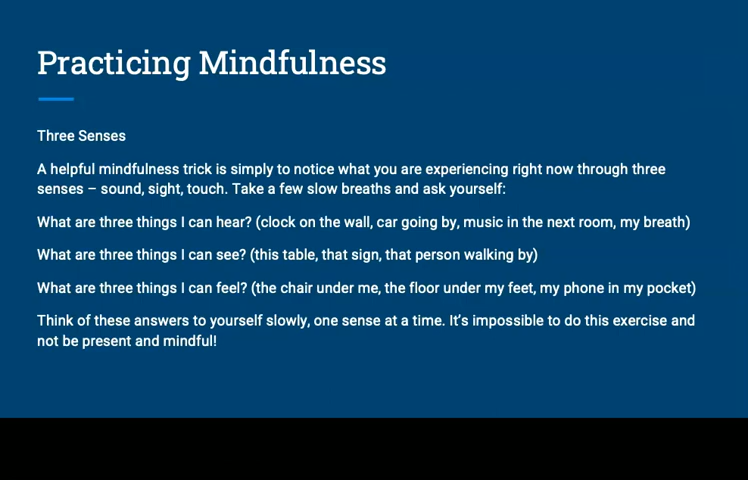 Practicing Mindfulness
Three Senses
A helpful mindfulness trick is simply to notice what you are experiencing right now through three
senses – sound, sight, touch. Take a few slow breaths and ask yourself:
What are three things I can hear? (clock on the wall, car going by, music in the next room, my breath)
What are three things I can see? (this table, that sign, that person walking by)
What are three things I can feel? (the chair under me, the floor under my feet, my phone in my pocket)
Think of these answers to yourself slowly, one sense at a time. It’s impossible to do this exercise and
not be present and mindful!